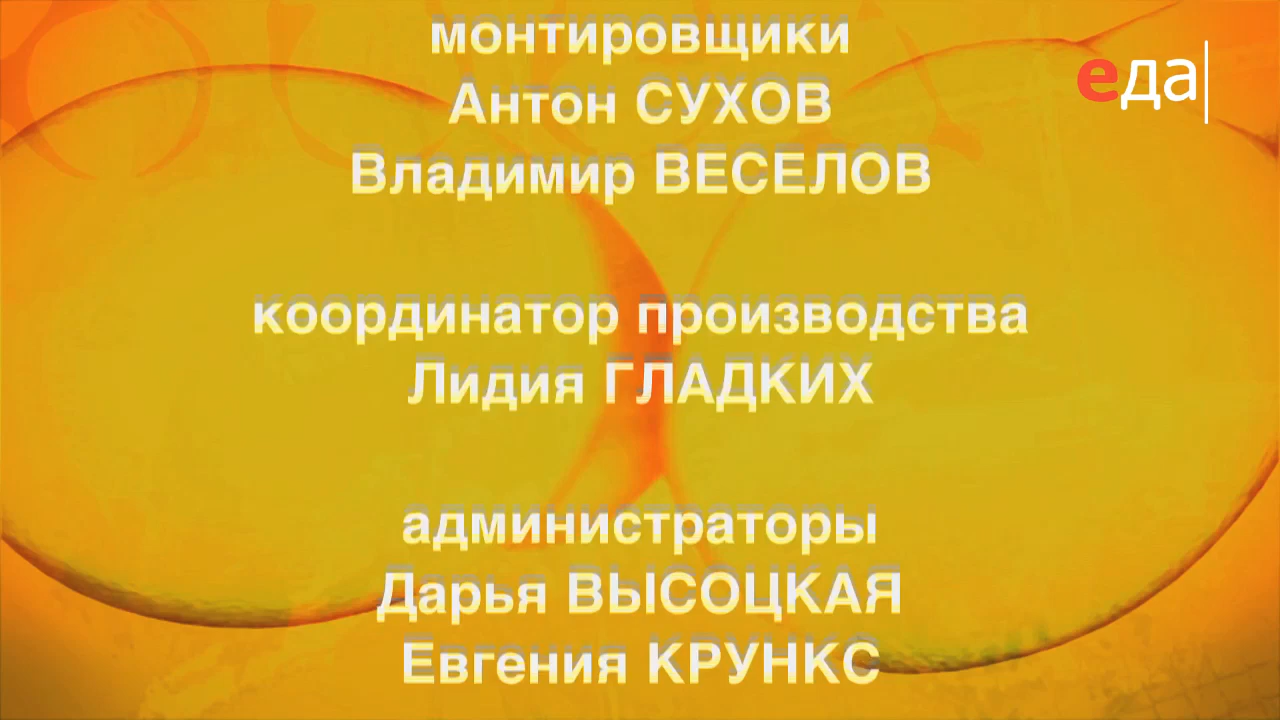 монтировщики
еда
Антон СУХОВ
Владимир ВЕСЕЛОВ
координатор производства
Лидия ГЛАДКИХ
администраторы
Дарья ВЫСОЦКАЯ
Евгения КРУНКС